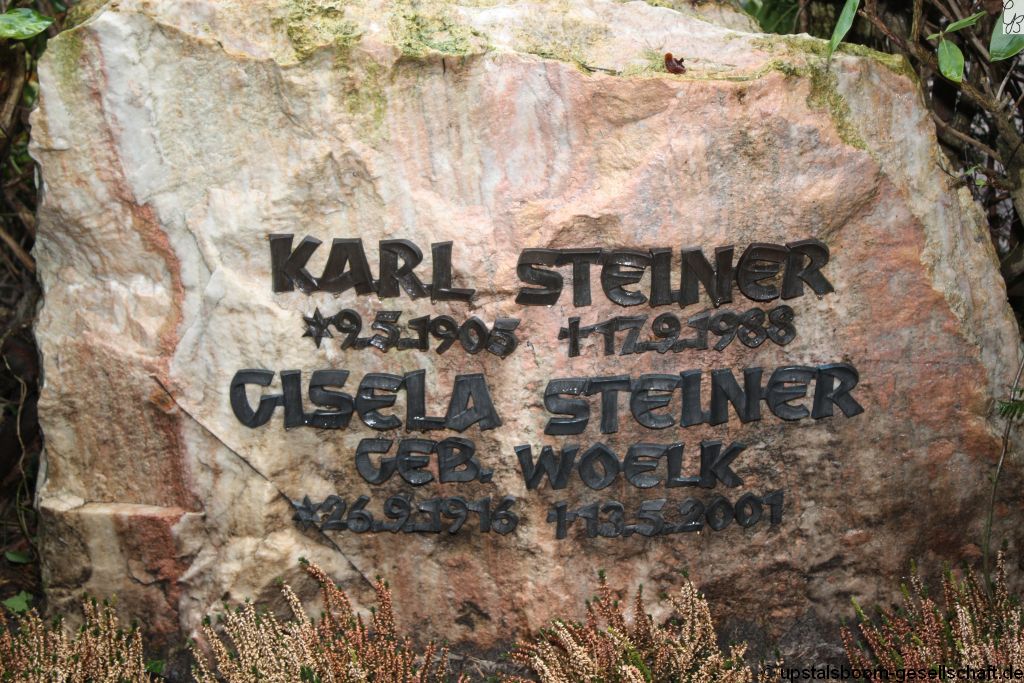 KARL STEINER
*9.5.1905 †17.9.1988
GISELA STEINER
GEB. WOELK
*26.9.1916 †13.5.2001
© upstalsboom-gesellschaft.de